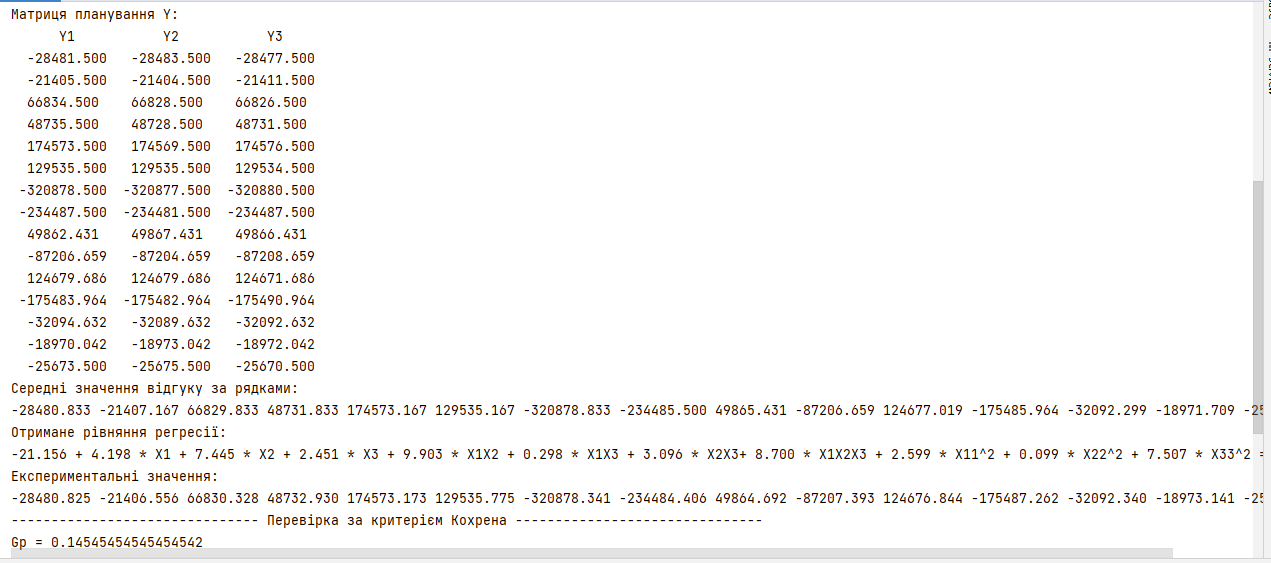 Матриця планування Y:
Y1 Y2 Y3
-28481.500 -28483.500 -28477.500
-21405.500 -21404.500 -21411.500
66834.500 66828.500 66826.500
48735.500 48728.500 48731.500
174573.500 174569.500 174576.500
129535.500 129535.500 129534.500
-320878.500 -320877.500 -320880.500
-234487.500 -234481.500 -234487.500
49862.431 49867.431 49866.431
-87206.659 -87204.659 -87208.659
124679.686 124679.686 124671.686
-175483.964 -175482.964 -175490.964
-32094.632 -32089.632 -32092.632
-18970.042 -18973.042 -18972.042
-25673.500 -25675.500 -25670.500
Середні значення відгуку за рядками:
-28480.833 -21407.167 66829.833 48731.833 174573.167 129535.167 -320878.833 -234485.500 49865.431 -87206.659 124677.019 -175485.964 -32092.299 -18971.709 -25
Отримане рівняння регресії:
-21.156 + 4.198 * X1 + 7.445 * X2 + 2.451 * X3 + 9.903 * X1X2 + 0.298 * X1X3 + 3.096 * X2X3+ 8.700 * X1X2X3 + 2.599 * X11^2 + 0.099 * X22^2 + 7.507 * X33^2 =
Експериментальні значення:
-28480.825 -21406.556 66830.328 48732.930 174573.173 129535.775 -320878.341 -234484.406 49864.692 -87207.393 124676.844 -175487.262 -32092.340 -18973.141 -25
------------------------------- Перевірка за критерієм Кохрена -------------------------------
Gp = 0.14545454545454542